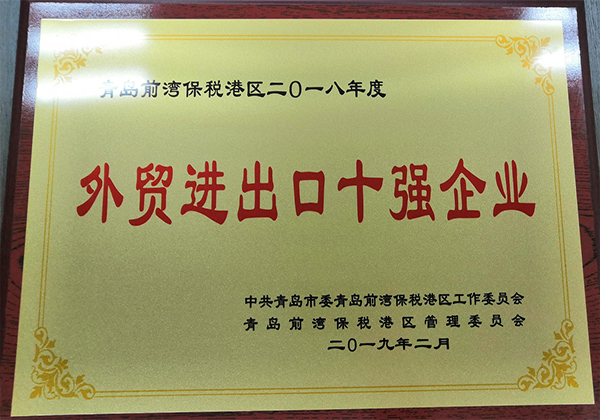 青岛前湾保税港区二〇一八年度
外贸进出口十强企业
中共青岛市委青岛前湾保税港区工作委员会
青岛前湾保税港区管理委员会
二〇一九年二月